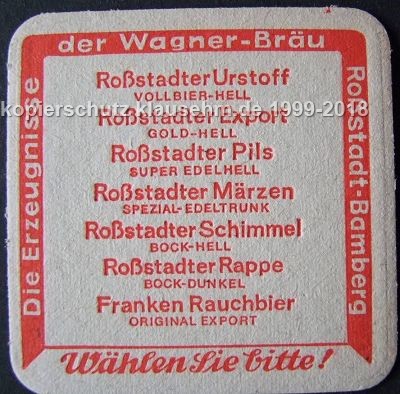 Die Erzeugnisse
der Wagner-Bräu
Roßstadt-Bamberg
Roßstadter Urstoff
VOLLBIER-HELL
kopierschutz klausehm.de 1999-2018
Roßstadter Export
GOLD-HELL
Roßstadter Pils
SUPER EDELHELL
Roßstadter Märzen
SPEZIAL-EDELTRUNK
Roßstadter Schimmel
BOCK-HELL
Roßstadter Rappe
BOCK-DUNKEL
Franken Rauchbier
ORIGINAL EXPORT
Wählen Sie bitte!